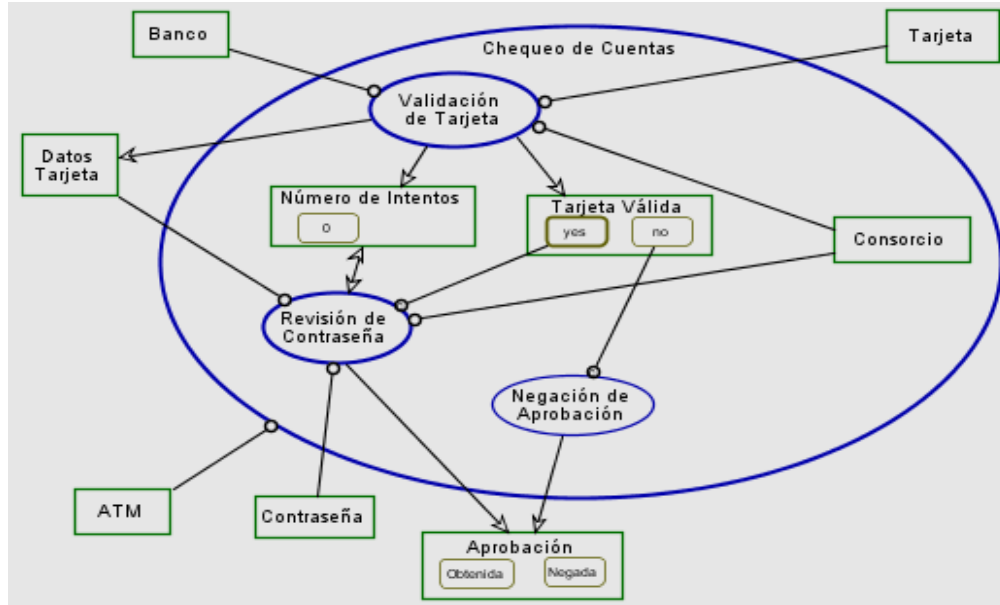 Banco
Chequeo de Cuentas
Tarjeta
Validación
de Tarjeta
Datos
Tarjeta
Número de Intentos
0
Tarjeta Válida
yes
no
Consorcio
Revisión de
Contraseña
Negación de
Aprobación
ATM
Contraseña
Aprobación
Obtenida
Negada